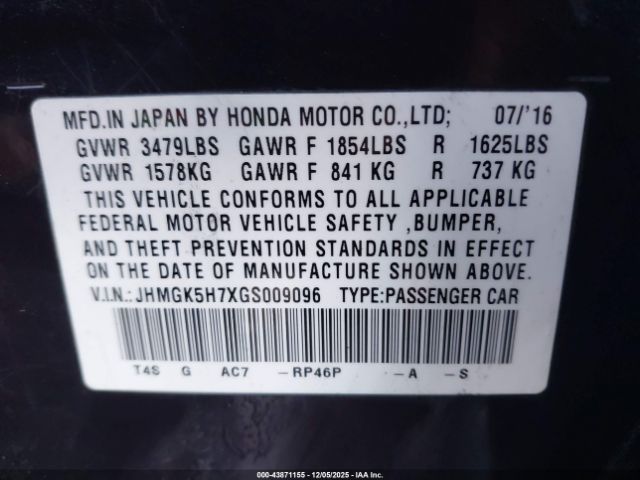 MFD.IN JAPAN BY HONDA MOTOR CO.,LTD; 07/'16
GVWR 3479LBS GAWR F 1854LBS R 1625LBS
GVWR 1578KG GAWR F 841 KG R 737 KG
THIS VEHICLE CONFORMS TO ALL APPLICABLE
FEDERAL MOTOR VEHICLE SAFETY ,BUMPER,
AND THEFT PREVENTION STANDARDS IN EFFECT
ON THE DATE OF MANUFACTURE SHOWN ABOVE.
V.I.N.:JHMGK5H7XGS009096 TYPE:PASSENGER CAR
T4S G AC7 -RP46P -A -S
000-43871155 - 12/05/2025 - IAAI.com